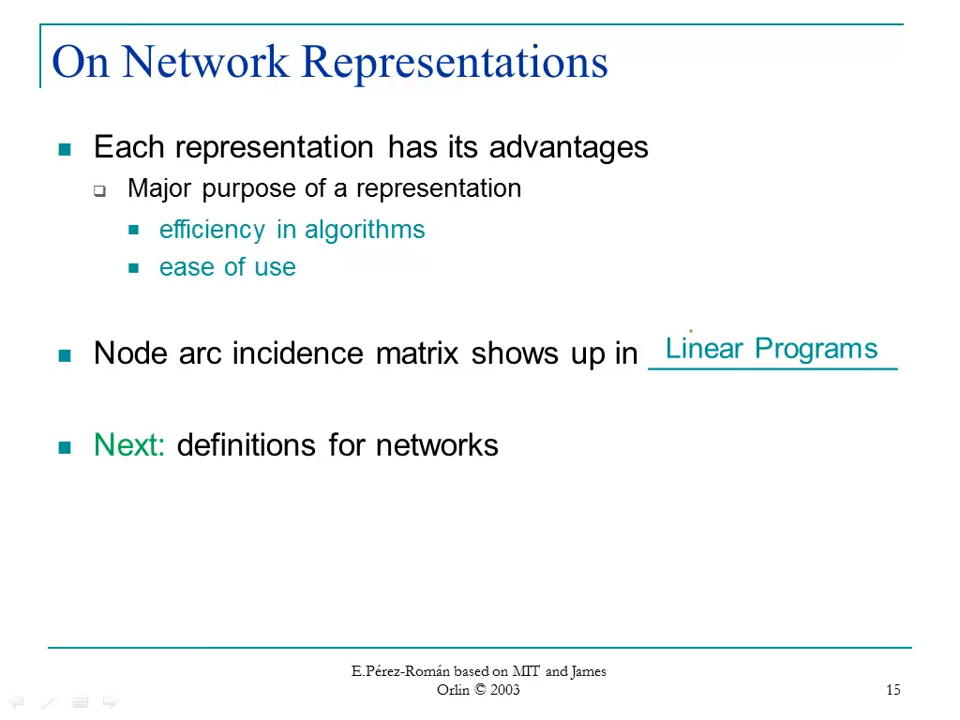 On Network Representations
Each representation has its advantages
Major purpose of a representation
efficiency in algorithms
ease of use
Node arc incidence matrix shows up in Linear Programs
Next: definitions for networks
E.Pérez-Román based on MIT and James
Orlin © 2003
15